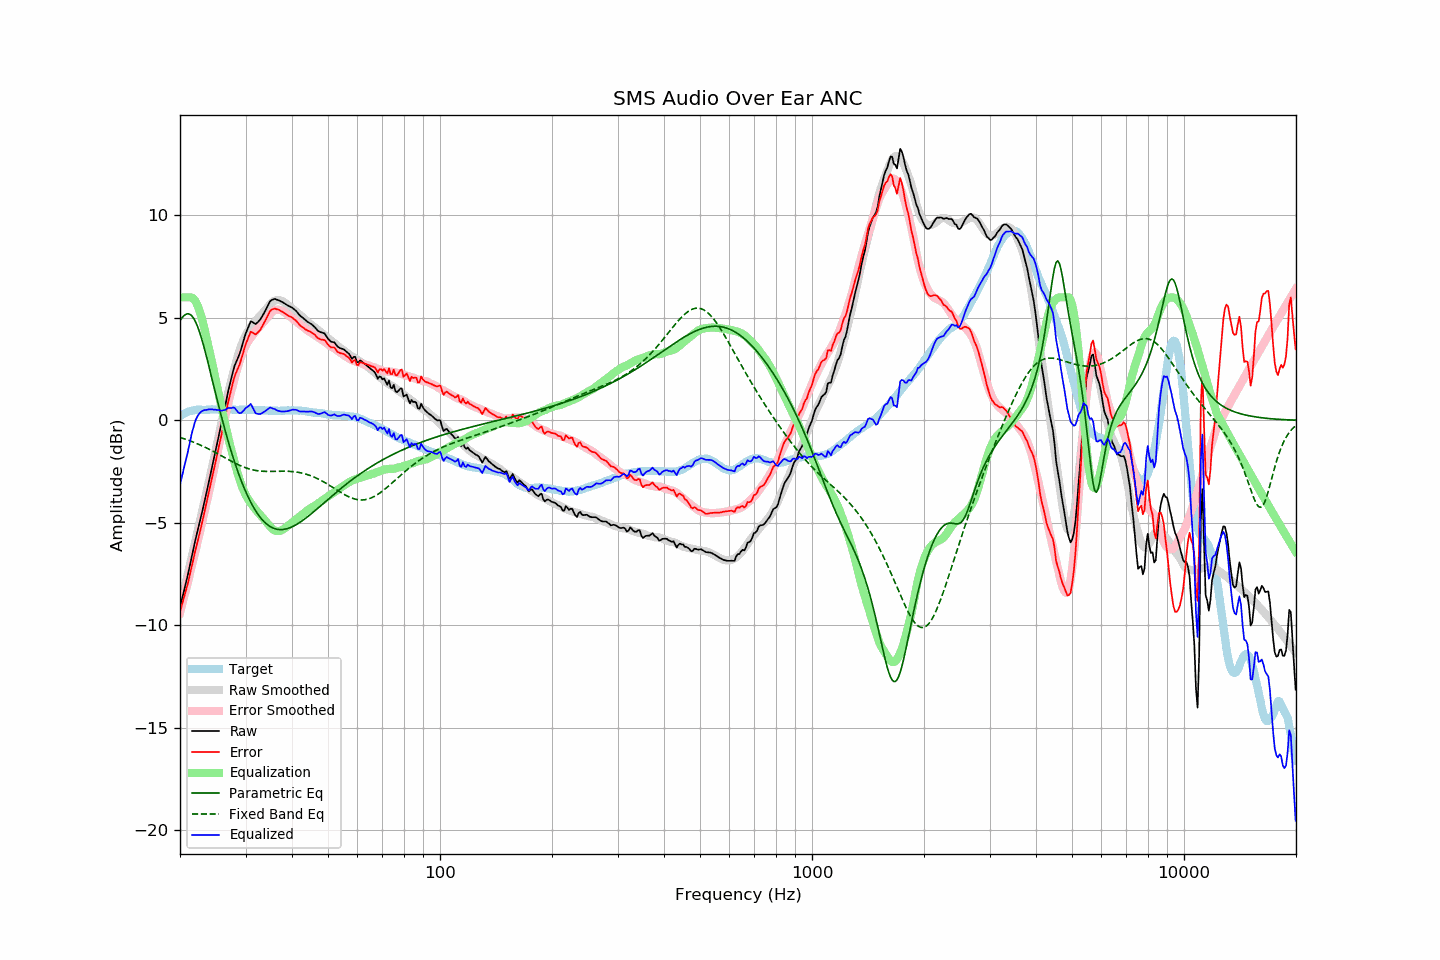 SMS Audio Over Ear ANC
Amplitude (dBr)
10
5
0
−5
−10
−15
−20
Target
Raw Smoothed
Error Smoothed
Raw
Error
Equalization
Parametric Eq
Fixed Band Eq
Equalized
100
1000
10000
Frequency (Hz)